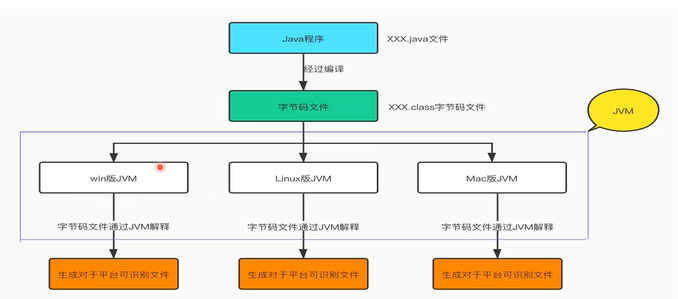 Java程序
XXX.java文件
经过编译
字节码文件
XXX.class字节码文件
JVM
win版JVM
Linux版JVM
Mac版JVM
字节码文件通过JVM解释
字节码文件通过JVM解释
字节码文件通过JVM解释
生成对于平台可识别文件
生成对于平台可识别文件
生成对于平台可识别文件